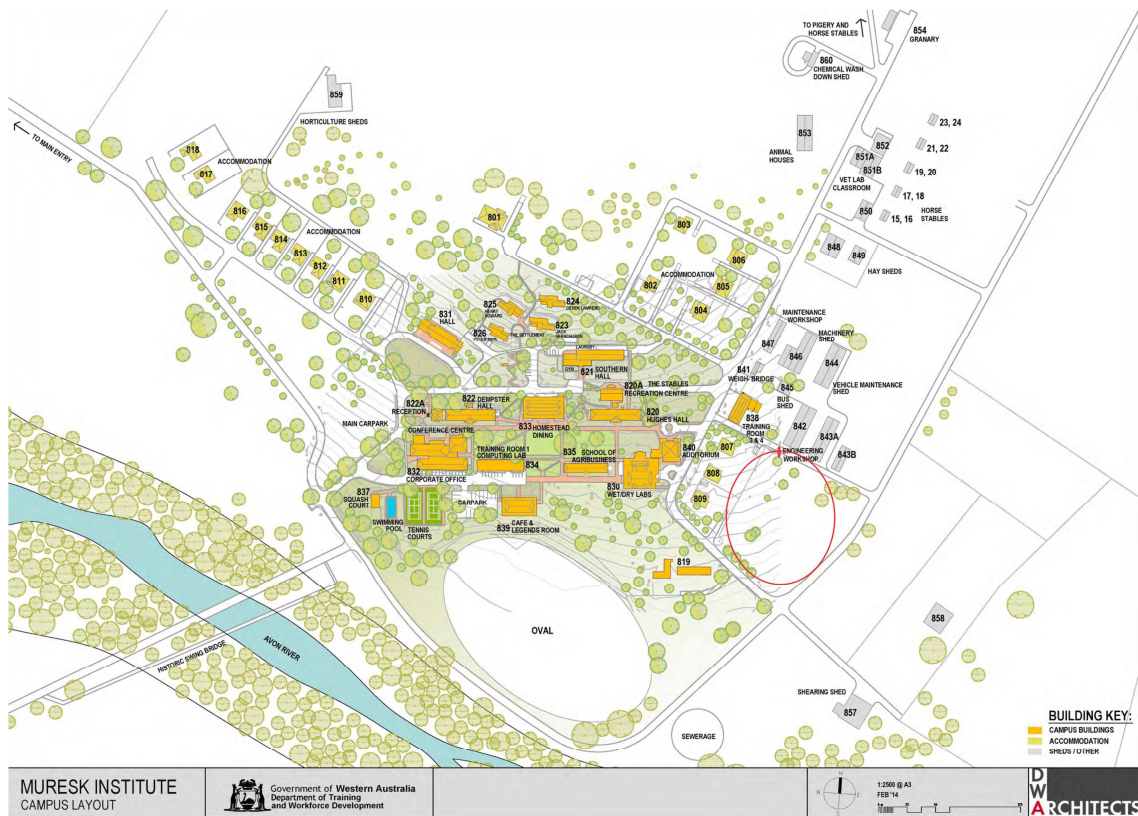 TO PIGERY AND
HORSE STABLES
854
GRANARY
860
CHEMICAL WASH
DOWN SHED
859
HORTICULTURE SHEDS
TO MAIN ENTRY
853
ANIMAL
HOUSES
23, 24
21, 22
19, 20
17, 18
15, 16
HORSE
STABLES
852
851A
851B
VET LAB
CLASSROOM
850
848
849
HAY SHEDS
818
817
ACCOMMODATION
816
815
814
813
812
811
810
ACCOMMODATION
801
803
806
ACCOMMODATION
802
805
804
831
HALL
825
HENRY
HOWARD
824
DEREK LAMPERD
826
823
JACK
THE SETTLEMENT
LAUNDRY
GYM
821
SOUTHERN
HALL
MAINTENANCE
WORKSHOP
847
MACHINERY
SHED
846
844
841
WEIGH-BRIDGE
845
BUS
SHED
VEHICLE MAINTENANCE
SHED
820A
THE STABLES
RECREATION CENTRE
822
DEMPSTER
HALL
822A
RECEPTION
MAIN CARPARK
CONFERENCE CENTRE
833
HOMESTEAD
DINING
820
HUGHES HALL
838
TRAINING
ROOM
3 & 4
842
843A
843B
ENGINEERING
WORKSHOP
840
AUDITORIUM
807
808
809
TRAINING ROOM 1
COMPUTING LAB
834
835
SCHOOL OF
AGRIBUSINESS
832
CORPORATE OFFICE
830
WET/DRY LABS
837
SQUASH
COURT
SWIMMING
POOL
TENNIS
COURTS
CARPARK
839
CAFE &
LEGENDS ROOM
819
OVAL
AVON RIVER
HISTORIC SWING BRIDGE
858
SHEARING SHED
857
SEWERAGE
BUILDING KEY:
CAMPUS BUILDINGS
ACCOMMODATION
SHEDS / OTHER
MURESK INSTITUTE
CAMPUS LAYOUT
Government of Western Australia
Department of Training
and Workforce Development
N
W
E
S
1:2500 @ A3
FEB '14
DW ARCHITECTS